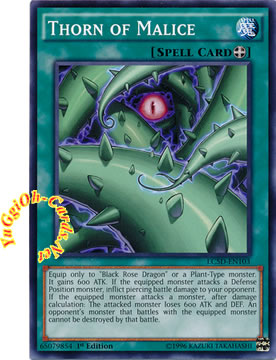 THORN OF MALICE
[SPELL CARD]
YuGgiOh-Cards.Net
LC5D-EN103
Equip only to "Black Rose Dragon" or a Plant-Type monster.
It gains 600 ATK and DEF. If the equipped monster attacks a
Defense Position monster, inflict piercing battle damage to your opponent.
If the equipped monster attacks a monster, after damage
calculation: The attacked monster loses 600 ATK and DEF. An
opponent's monster that battles with the equipped monster
cannot be destroyed by that battle.
65079854
1st Edition
©1996 KAZUKI TAKAHASHI